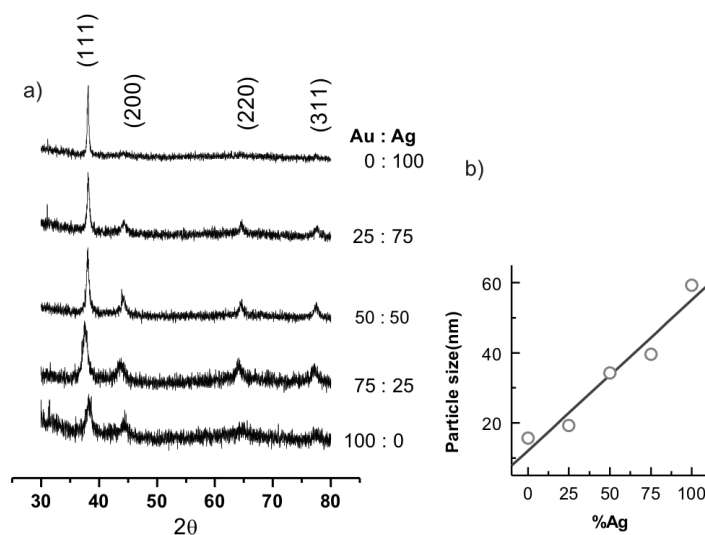 a)
(111)
(200)
(220)
(311)
Au : Ag
0 : 100
25 : 75
50 : 50
75 : 25
100 : 0
30 40 50 60 70 80
2θ
b)
Particle size(nm)
60
40
20
0 25 50 75 100
%Ag